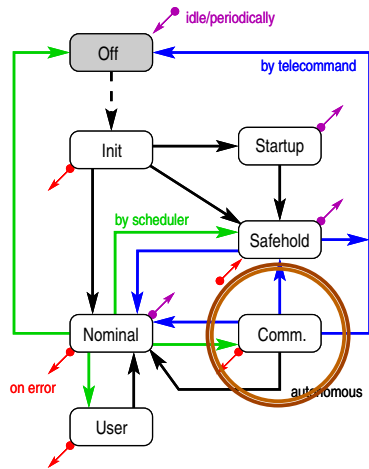 idle/periodically
Off
by telecommand
Init
Startup
by scheduler
Safehold
Nominal
Comm.
on error
autonomous
User